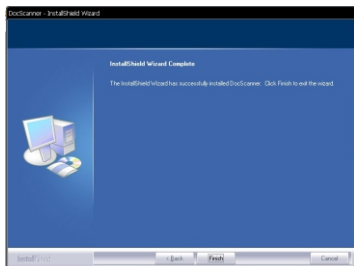 DocScanner - InstallShield Wizard
InstallShield Wizard Complete
The InstallShield Wizard has successfully installed DocScanner. Click Finish to exit the wizard.
InstallShield
< Back
Finish
Cancel